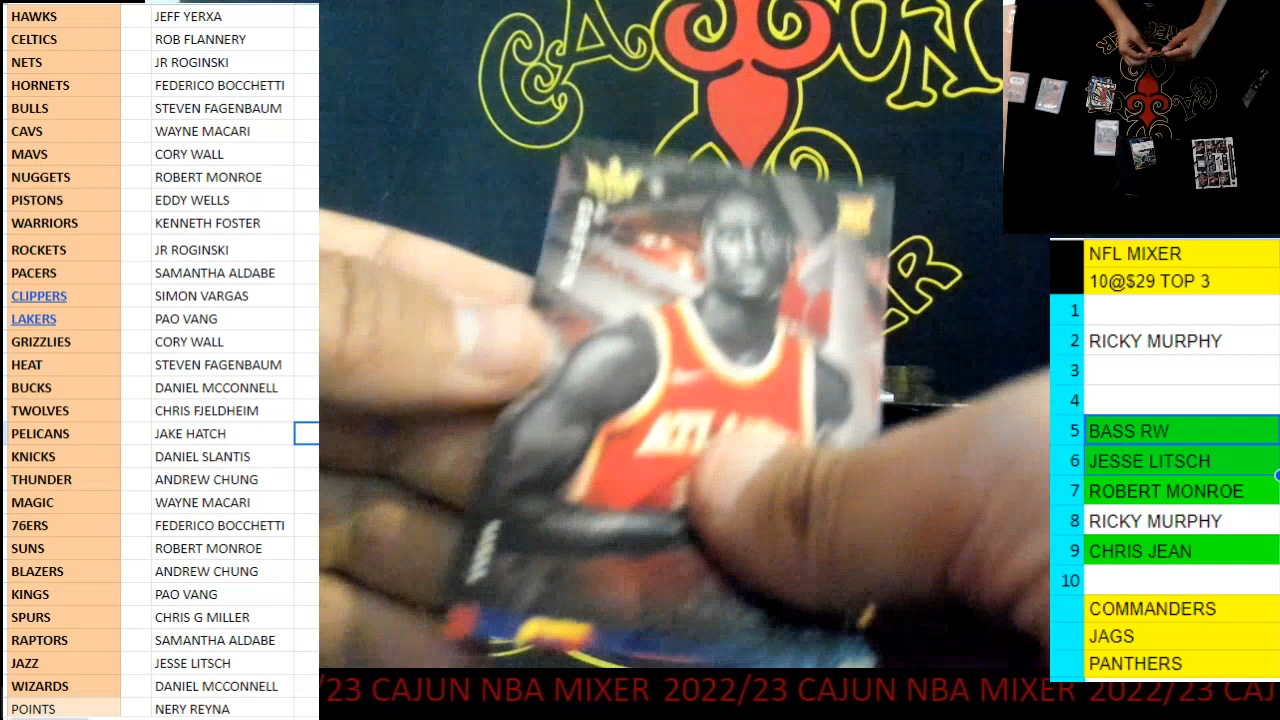 HAWKS JEFF YERXA
CELTICS ROB FLANNERY
NETS JR ROGINSKI
HORNETS FEDERICO BOCCHETTI
BULLS STEVEN FAGENBAUM
CAVS WAYNE MACARI
MAVS CORY WALL
NUGGETS ROBERT MONROE
PISTONS EDDY WELLS
WARRIORS KENNETH FOSTER
ROCKETS JR ROGINSKI
PACERS SAMANTHA ALDABE
CLIPPERS SIMON VARGAS
LAKERS PAO VANG
GRIZZLIES CORY WALL
HEAT STEVEN FAGENBAUM
BUCKS DANIEL MCCONNELL
TWOLVES CHRIS FJELDHEIM
PELICANS JAKE HATCH
KNICKS DANIEL SLANTIS
THUNDER ANDREW CHUNG
MAGIC WAYNE MACARI
76ERS FEDERICO BOCCHETTI
SUNS ROBERT MONROE
BLAZERS ANDREW CHUNG
KINGS PAO VANG
SPURS CHRIS G MILLER
RAPTORS SAMANTHA ALDABE
JAZZ JESSE LITSCH
WIZARDS DANIEL MCCONNELL
POINTS NERY REYNA
NFL MIXER
10@$29 TOP 3
1
2 RICKY MURPHY
3
4
5 BASS RW
6 JESSE LITSCH
7 ROBERT MONROE
8 RICKY MURPHY
9 CHRIS JEAN
10
COMMANDERS
JAGS
PANTHERS
/23 CAJUN NBA MIXER 2022/23 CAJUN NBA MIXER 2022/23 CAJ